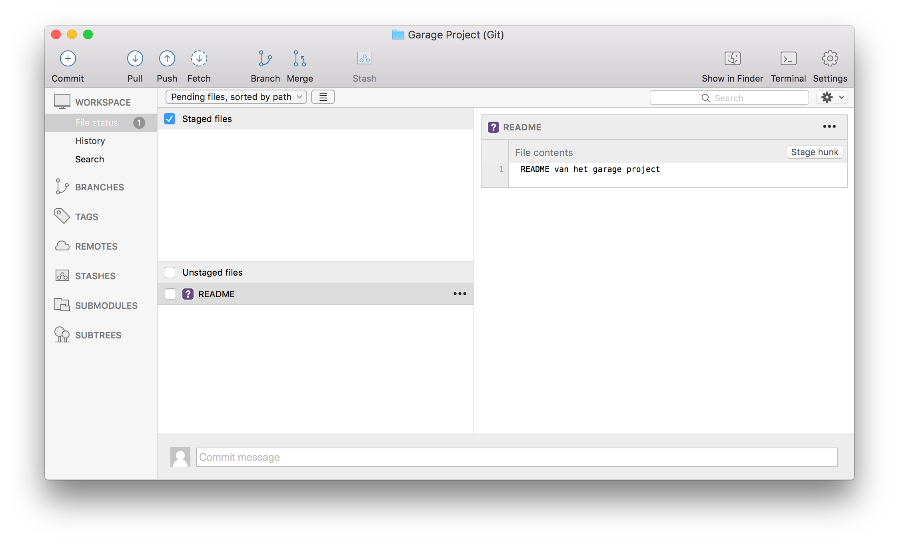 Garage Project (Git)
Commit Pull Push Fetch Branch Merge Stash Show in Finder Terminal Settings
WORKSPACE
File status 1
History
Search
BRANCHES
TAGS
REMOTES
STASHES
SUBMODULES
SUBTREES
Pending files, sorted by path
Search
Staged files
Unstaged files
? README
? README
File contents Stage hunk
1 README van het garage project
Commit message